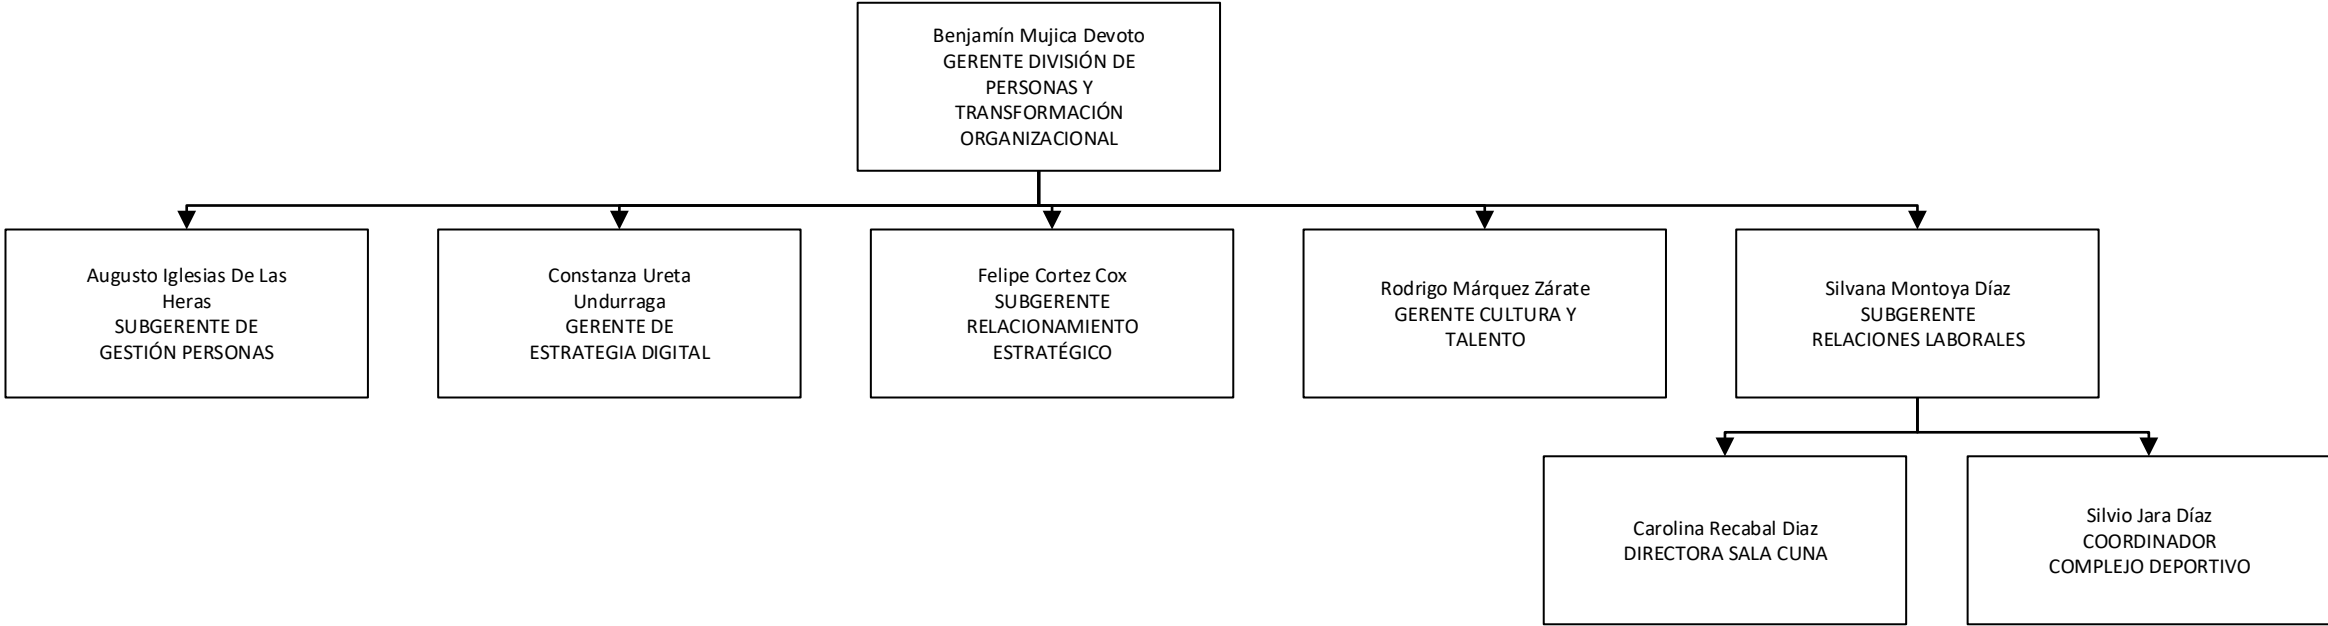 Benjamín Mujica Devoto
GERENTE DIVISIÓN DE
PERSONAS Y
TRANSFORMACIÓN
ORGANIZACIONAL
Augusto Iglesias De Las
Heras
SUBGERENTE DE
GESTIÓN PERSONAS
Constanza Ureta
Undurraga
GERENTE DE
ESTRATEGIA DIGITAL
Felipe Cortez Cox
SUBGERENTE
RELACIONAMIENTO
ESTRATÉGICO
Rodrigo Márquez Zárate
GERENTE CULTURA Y
TALENTO
Silvana Montoya Díaz
SUBGERENTE
RELACIONES LABORALES
Carolina Recabal Diaz
DIRECTORA SALA CUNA
Silvio Jara Díaz
COORDINADOR
COMPLEJO DEPORTIVO